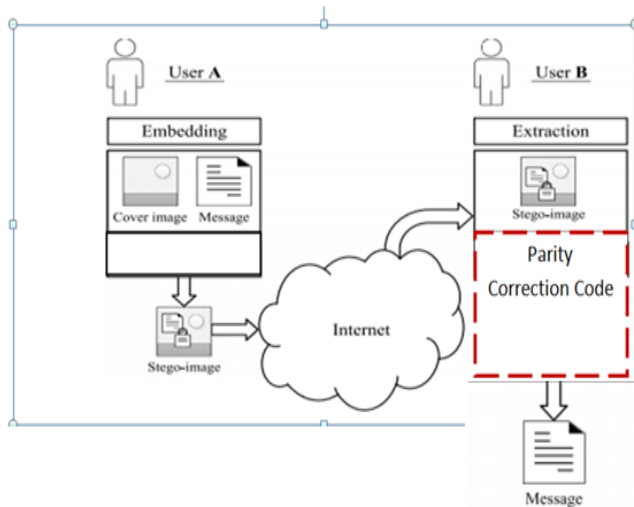 User A
User B
Embedding
Extraction
Cover image
Message
Stego-image
Parity
Correction Code
Internet
Stego-image
Message